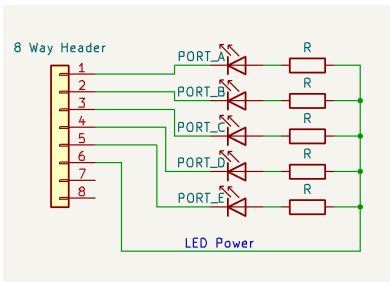 8 Way Header
1
2
3
4
5
6
7
8
PORT_A
R
PORT_B
R
PORT_C
R
PORT_D
R
PORT_E
R
LED Power